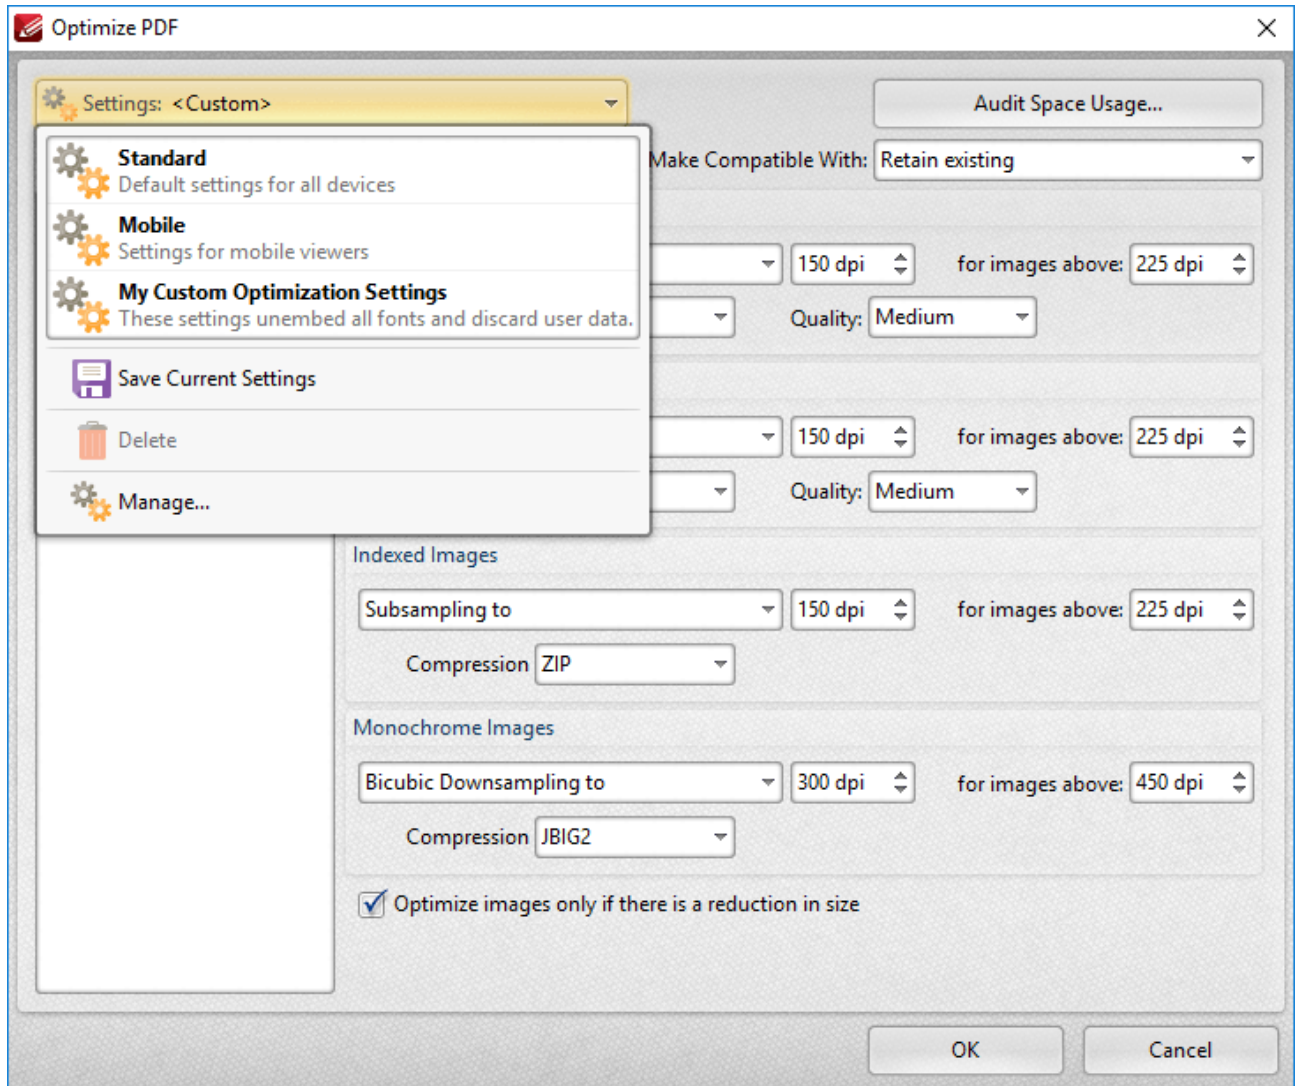 Optimize PDF
Settings: <Custom>
Audit Space Usage...
Standard
Default settings for all devices
Make Compatible With: Retain existing
Mobile
Settings for mobile viewers
150 dpi for images above: 225 dpi
My Custom Optimization Settings
These settings unembed all fonts and discard user data.
Quality: Medium
Save Current Settings
Delete
150 dpi for images above: 225 dpi
Manage...
Quality: Medium
Indexed Images
Subsampling to 150 dpi for images above: 225 dpi
Compression ZIP
Monochrome Images
Bicubic Downsampling to 300 dpi for images above: 450 dpi
Compression JBIG2
Optimize images only if there is a reduction in size
OK Cancel